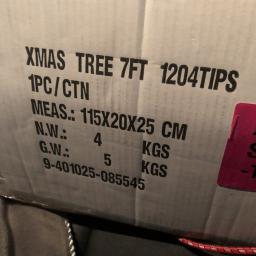 XMAS TREE 7FT 1204TIPS
1PC/CTN
MEAS.: 115X20X25 CM
N.W.: 4 KGS
G.W.: 5 KGS
9-401025-085545